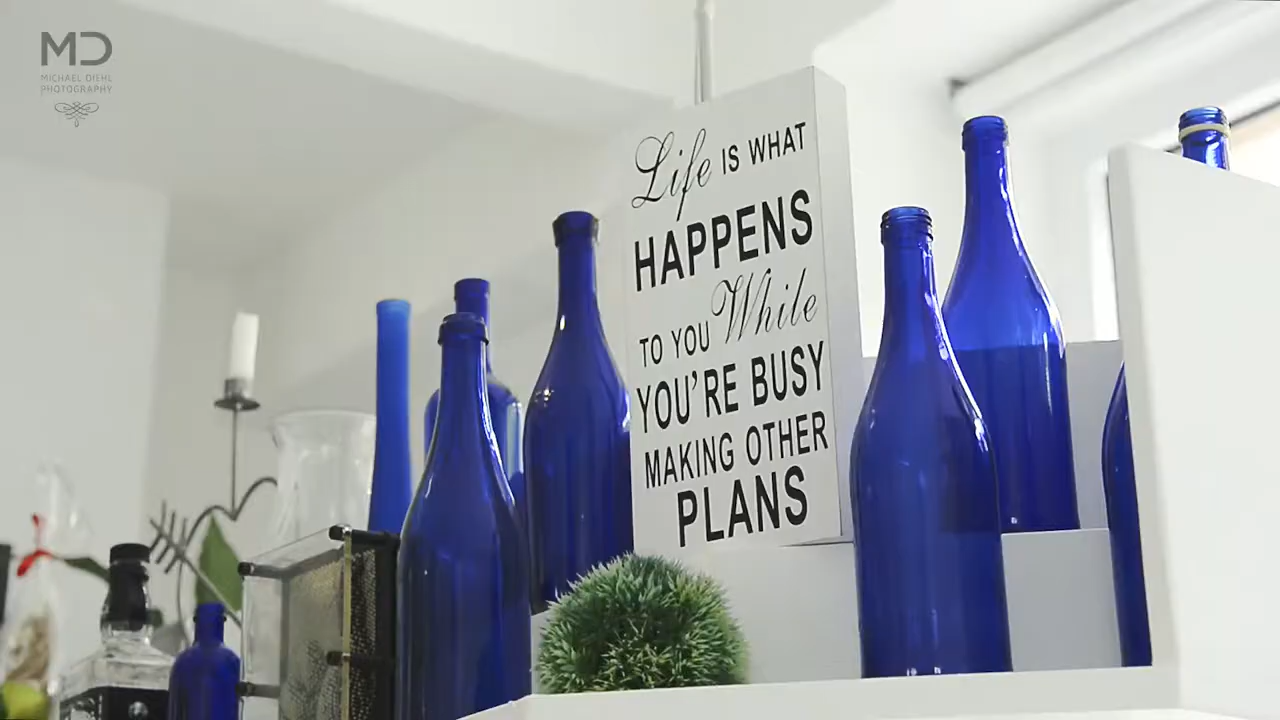 MD
MICHAEL DIEHL
PHOTOGRAPHY
Life IS WHAT
HAPPENS
TO YOU While
YOU'RE BUSY
MAKING OTHER
PLANS